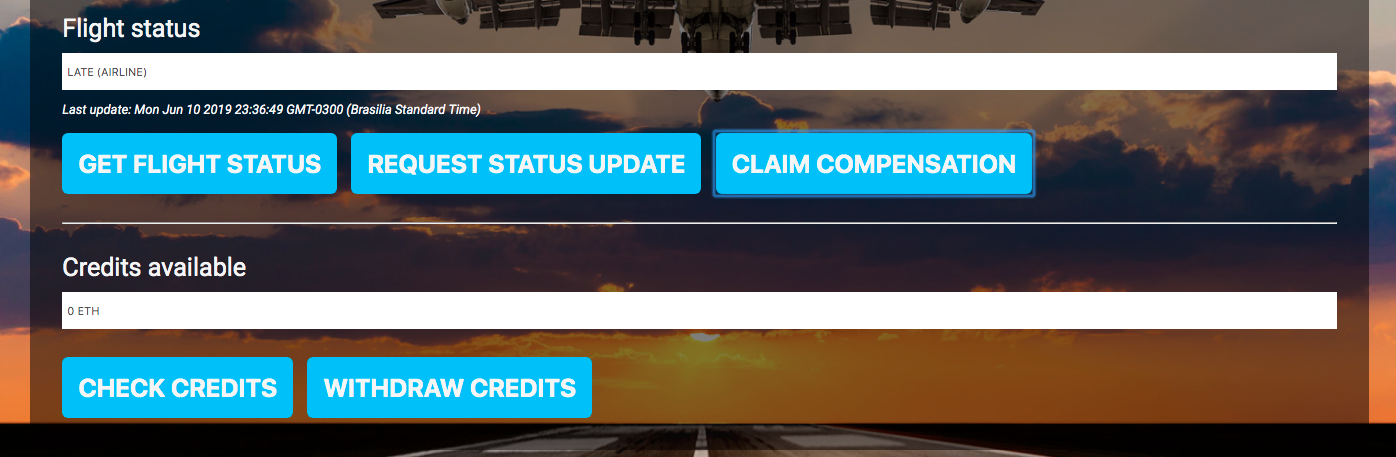 Flight status
LATE (AIRLINE)
Last update: Mon Jun 10 2019 23:36:49 GMT-0300 (Brasilia Standard Time)
GET FLIGHT STATUS REQUEST STATUS UPDATE CLAIM COMPENSATION
Credits available
0 ETH
CHECK CREDITS WITHDRAW CREDITS